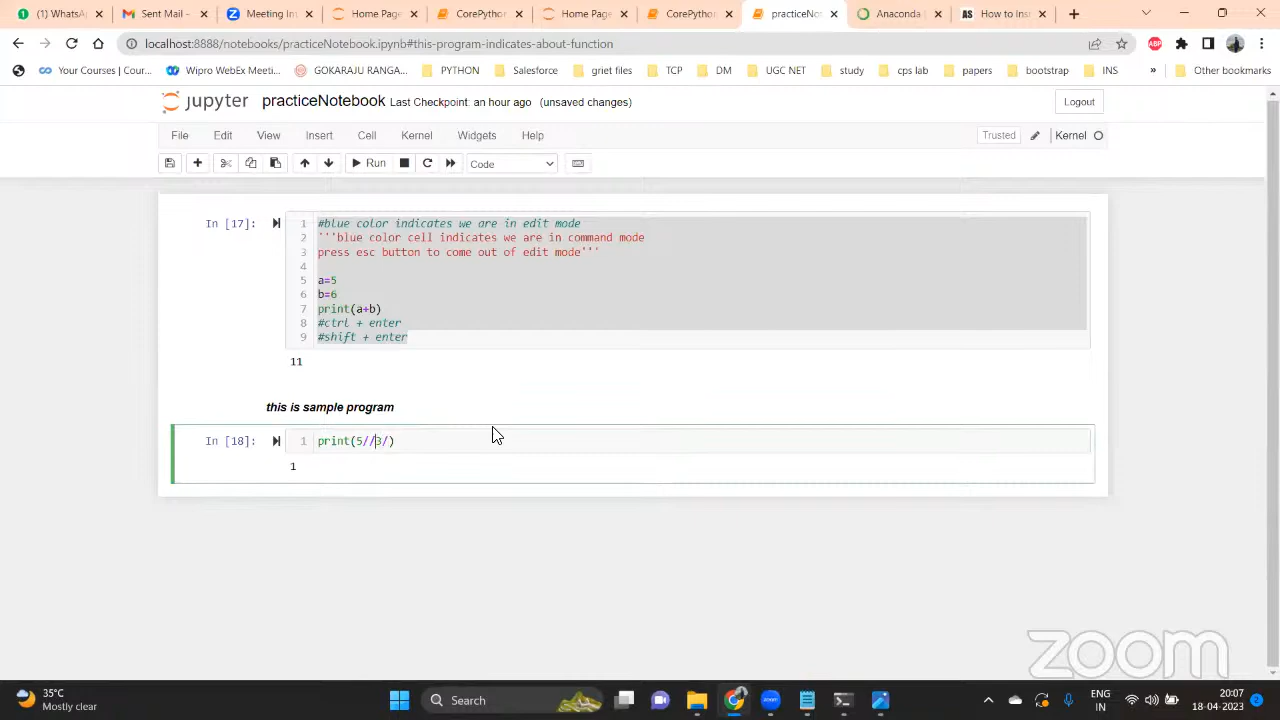 (1) WhatsA
Sent Mail -
Meeting In
Home Page
CorePytho
Home Page
CorePytho
practiceNo
Anaconda
AS How to Ins
localhost:8888/notebooks/practiceNotebook.ipynb#this-program-indicates-about-function
ABP
Your Courses | Cour...
Wipro WebEx Meeti...
GOKARAJU RANGA...
PYTHON
Salesforce
griet files
TCP
DM
UGC NET
study
cps lab
papers
bootstrap
INS
»
Other bookmarks
jupyter practiceNotebook Last Checkpoint: an hour ago (unsaved changes)
Logout
File Edit View Insert Cell Kernel Widgets Help
Trusted
Kernel
Run
Code
In [17]:
1 #blue color indicates we are in edit mode
2 '''blue color cell indicates we are in command mode
3 press esc button to come out of edit mode'''
4
5 a=5
6 b=6
7 print(a+b)
8 #ctrl + enter
9 #shift + enter
11
this is sample program
In [18]: 1 print(5//3/)
1
zoom
35°C
Mostly clear
Search
ENG
IN
20:07
18-04-2023
2